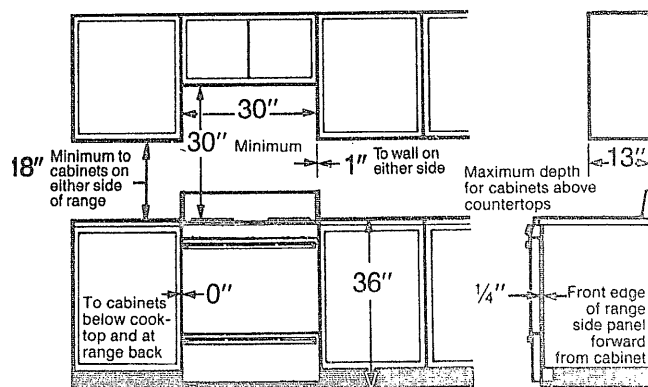 30"
30"
Minimum
18"
Minimum to
cabinets on
either side
of range
1"
To wall on
either side
13"
Maximum depth
for cabinets above
countertops
0"
To cabinets
below cook-
top and at
range back
36"
1/4"
Front edge
of range
side panel
forward
from cabinet